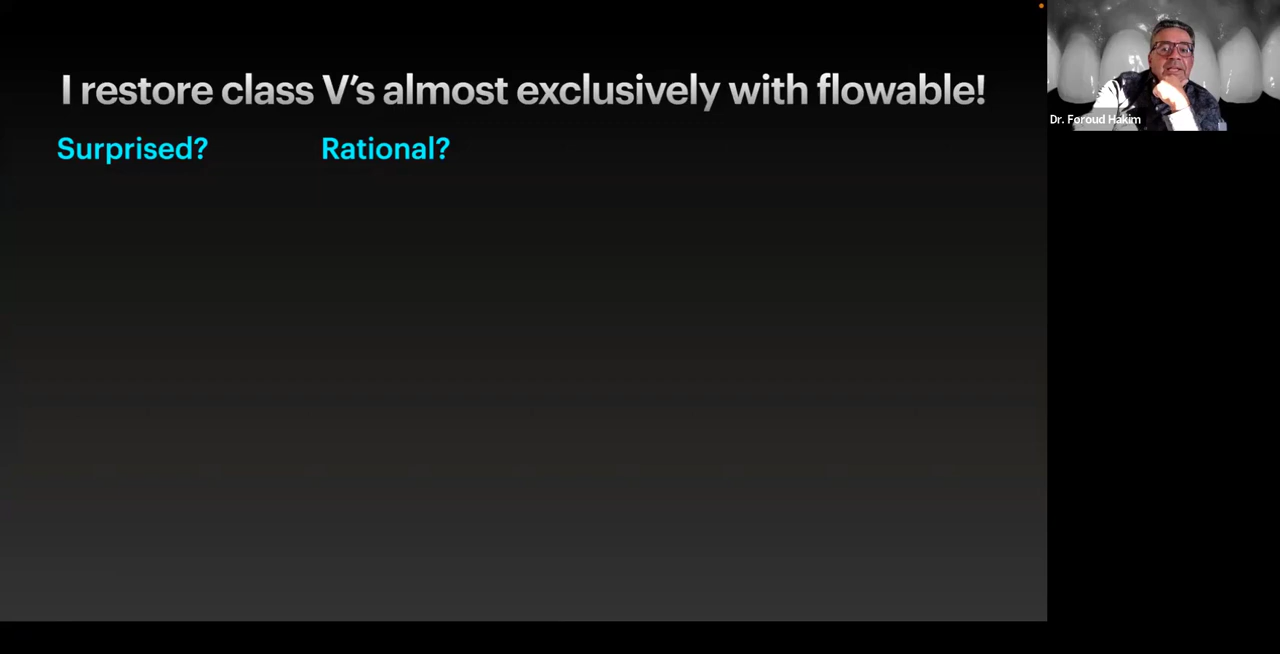 I restore class V’s almost exclusively with flowable!
Surprised? Rational?
Dr. Foroud Hakim